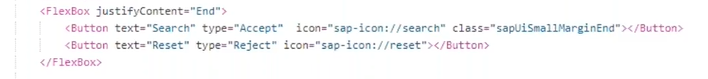 <FlexBox justifyContent="End">
<Button text="Search" type="Accept"  icon="sap-icon://search" class="sapUiSmallMarginEnd"></Button>
<Button text="Reset" type="Reject" icon="sap-icon://reset"></Button>
</FlexBox>